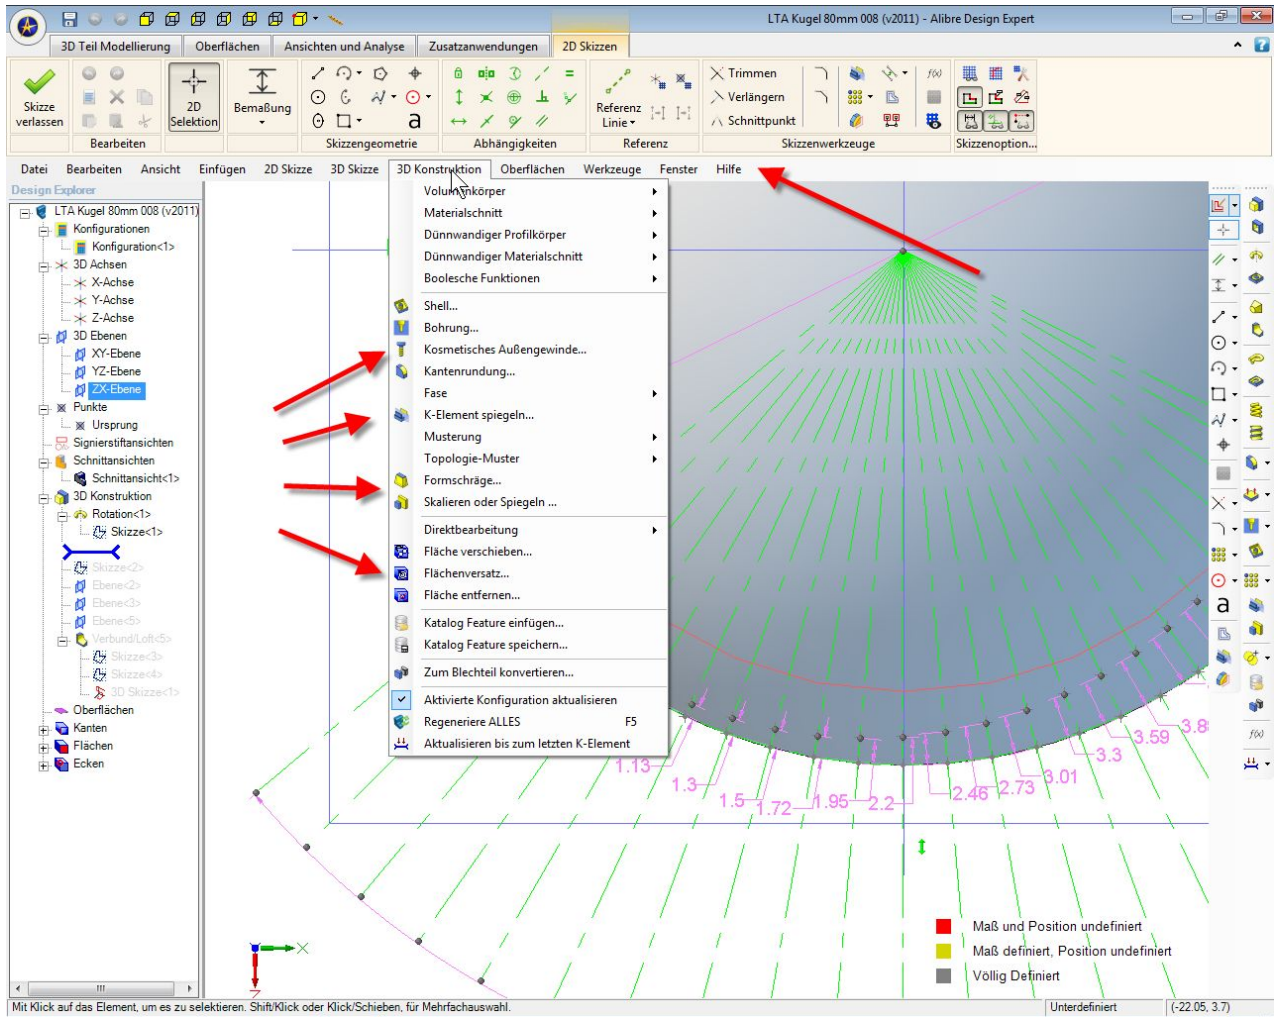 LTA Kugel 80mm 008 (v2011) - Alibre Design Expert
3D Teil Modellierung Oberflächen Ansichten und Analyse Zusatzanwendungen 2D Skizzen
Skizze verlassen
2D Selektion
Bemaßung
a
Referenz Linie
Trimmen
Verlängern
Schnittpunkt
f(x)
Bearbeiten Skizzengeometrie Abhängigkeiten Referenz Skizzenwerkzeuge Skizzenoption...
Datei Bearbeiten Ansicht Einfügen 2D Skizze 3D Skizze 3D Konstruktion Oberflächen Werkzeuge Fenster Hilfe
Design Explorer
LTA Kugel 80mm 008 (v2011)
Konfigurationen
Konfiguration<1>
3D Achsen
X-Achse
Y-Achse
Z-Achse
3D Ebenen
XY-Ebene
YZ-Ebene
ZX-Ebene
Punkte
Ursprung
Signierstiftansichten
Schnittansichten
Schnittansicht<1>
3D Konstruktion
Rotation<1>
Skizze<1>
Skizze<2>
Ebene<2>
Ebene<3>
Ebene<5>
Verbund/Loft<5>
Skizze<3>
Skizze<4>
3D Skizze<1>
Oberflächen
Kanten
Flächen
Ecken
Materialschnitt
Dünnwandiger Profilkörper
Dünnwandiger Materialschnitt
Boolesche Funktionen
Shell...
Bohrung...
Kosmetisches Außengewinde...
Kantenrundung...
Fase
K-Element spiegeln...
Musterung
Topologie-Muster
Formschräge...
Skalieren oder Spiegeln ...
Direktbearbeitung
Fläche verschieben...
Flächenversatz...
Fläche entfernen...
Katalog Feature einfügen...
Katalog Feature speichern...
Zum Blechteil konvertieren...
Aktivierte Konfiguration aktualisieren
Regeneriere ALLES F5
Aktualisieren bis zum letzten K-Element
a
f(x)
1.13
1.3
1.5
1.72
1.95
2.2
2.46
2.73
3.01
3.3
3.59
X
Z
Maß und Position undefiniert
Maß definiert, Position undefiniert
Völlig Definiert
Mit Klick auf das Element, um es zu selektieren. Shift/Klick oder Klick/Schieben, für Mehrfachauswahl. Unterdefiniert (-22.05, 3.7)